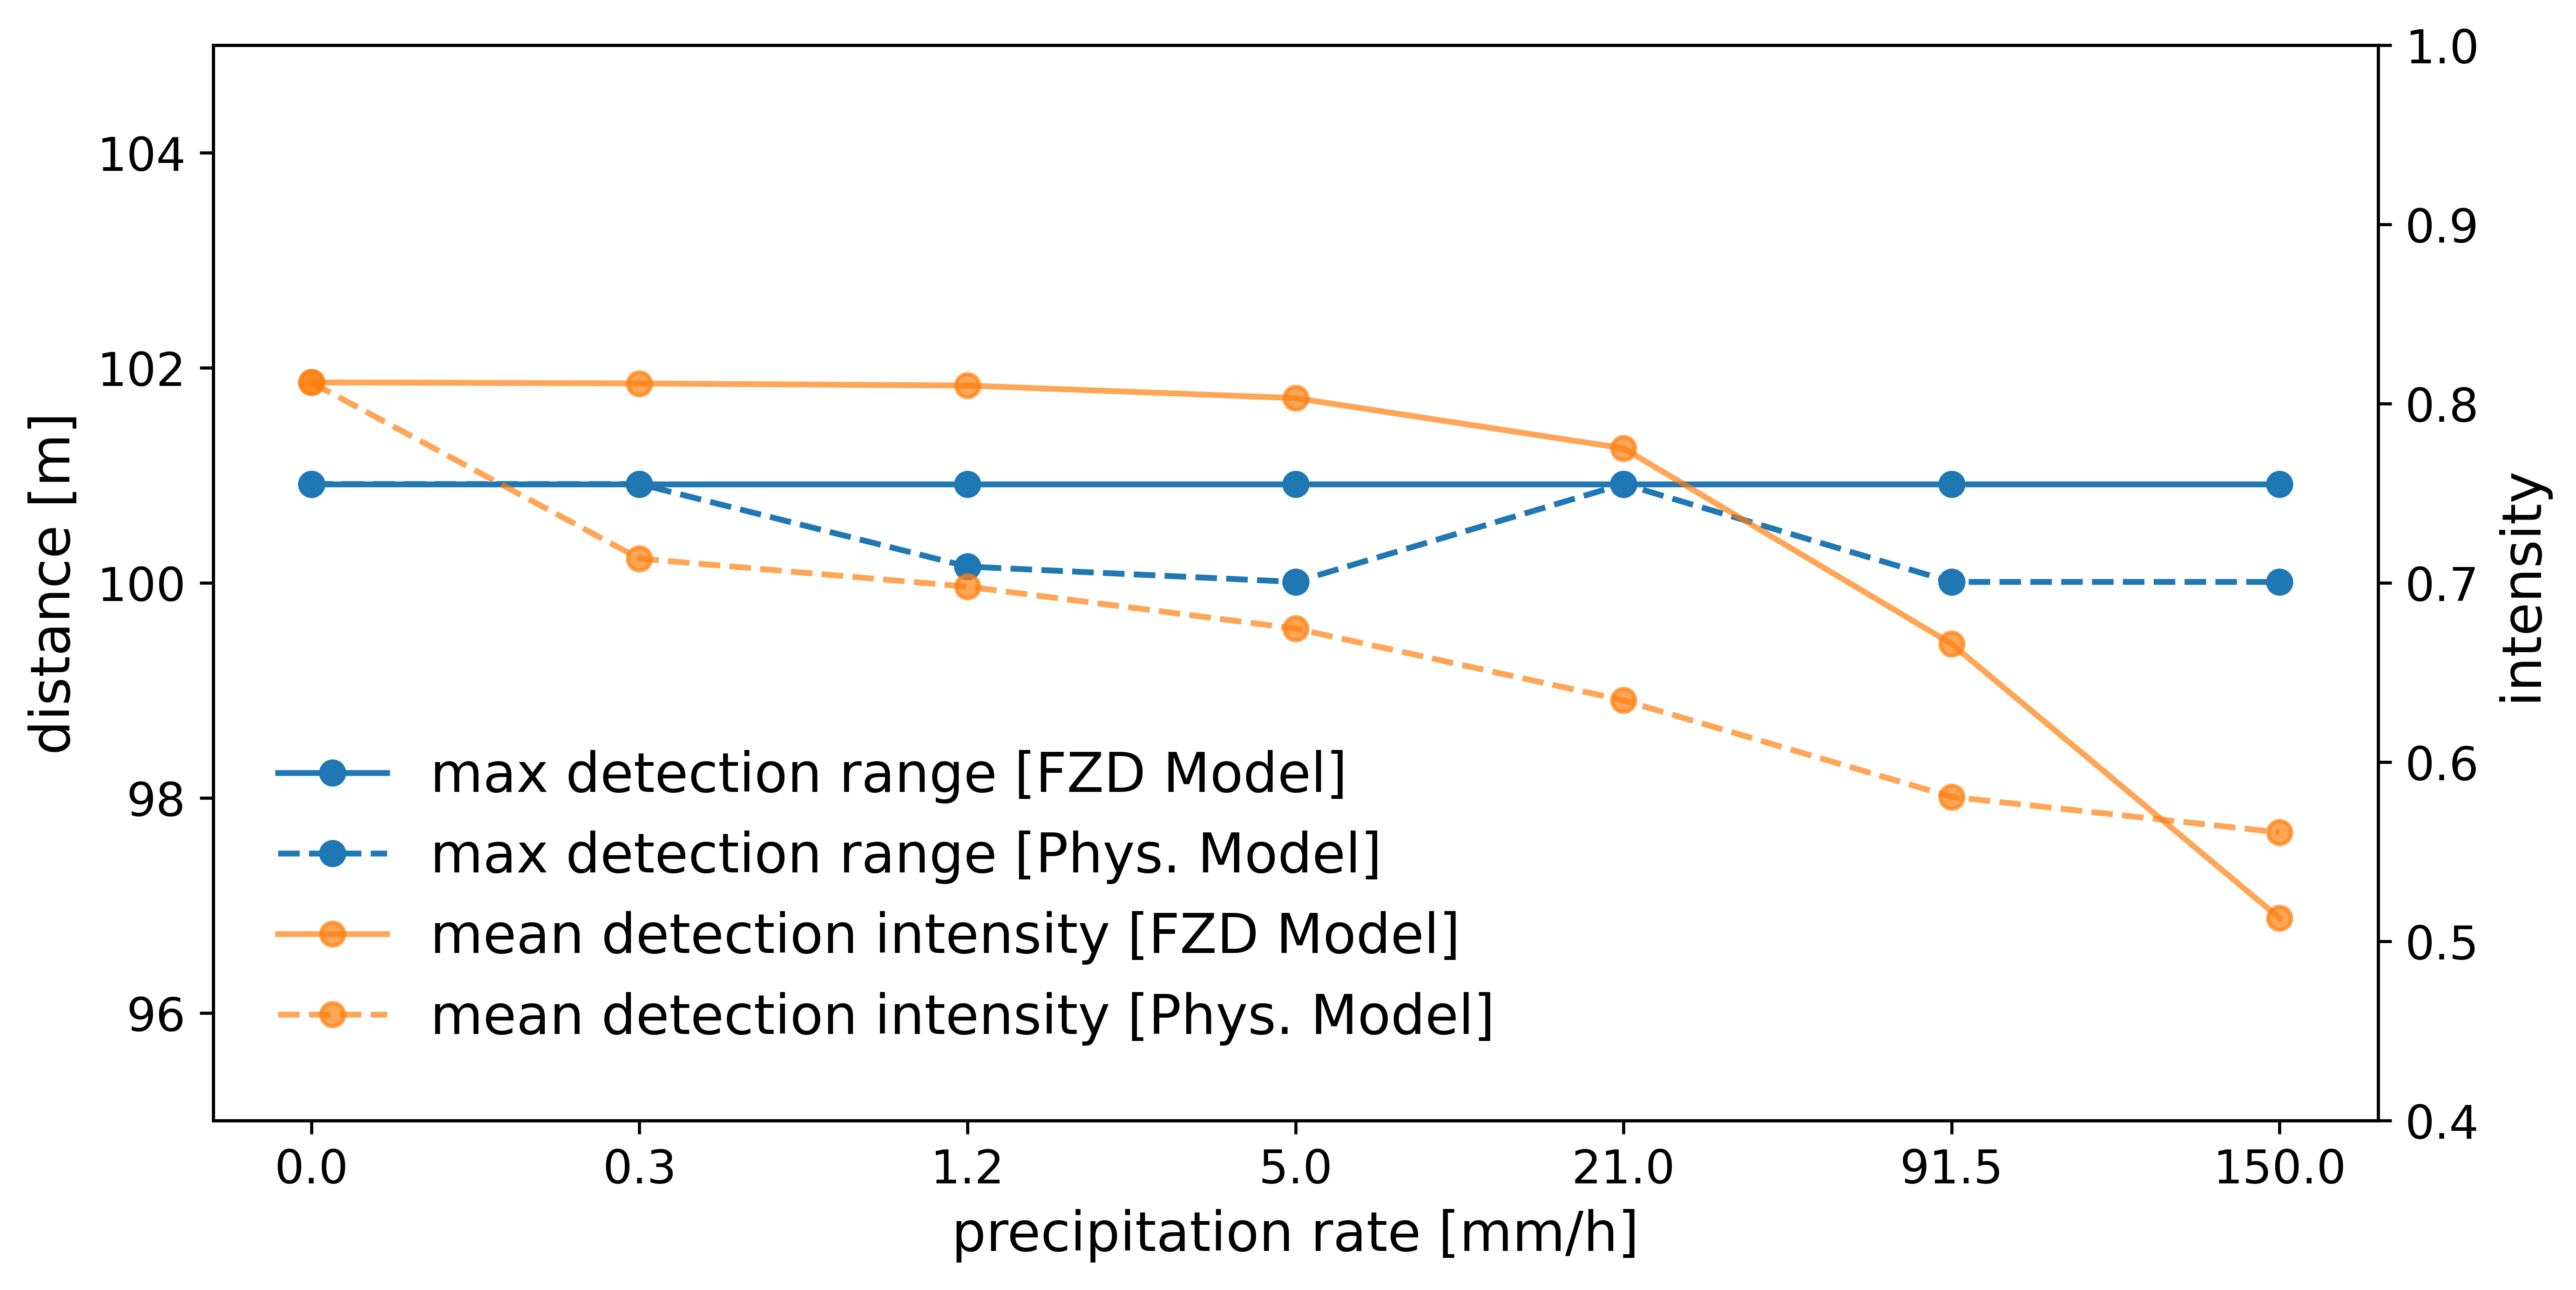 104
102
100
98
96
distance [m]
1.0
0.9
0.8
0.7
0.6
0.5
0.4
intensity
max detection range [FZD Model]
max detection range [Phys. Model]
mean detection intensity [FZD Model]
mean detection intensity [Phys. Model]
0.0 0.3 1.2 5.0 21.0 91.5 150.0
precipitation rate [mm/h]